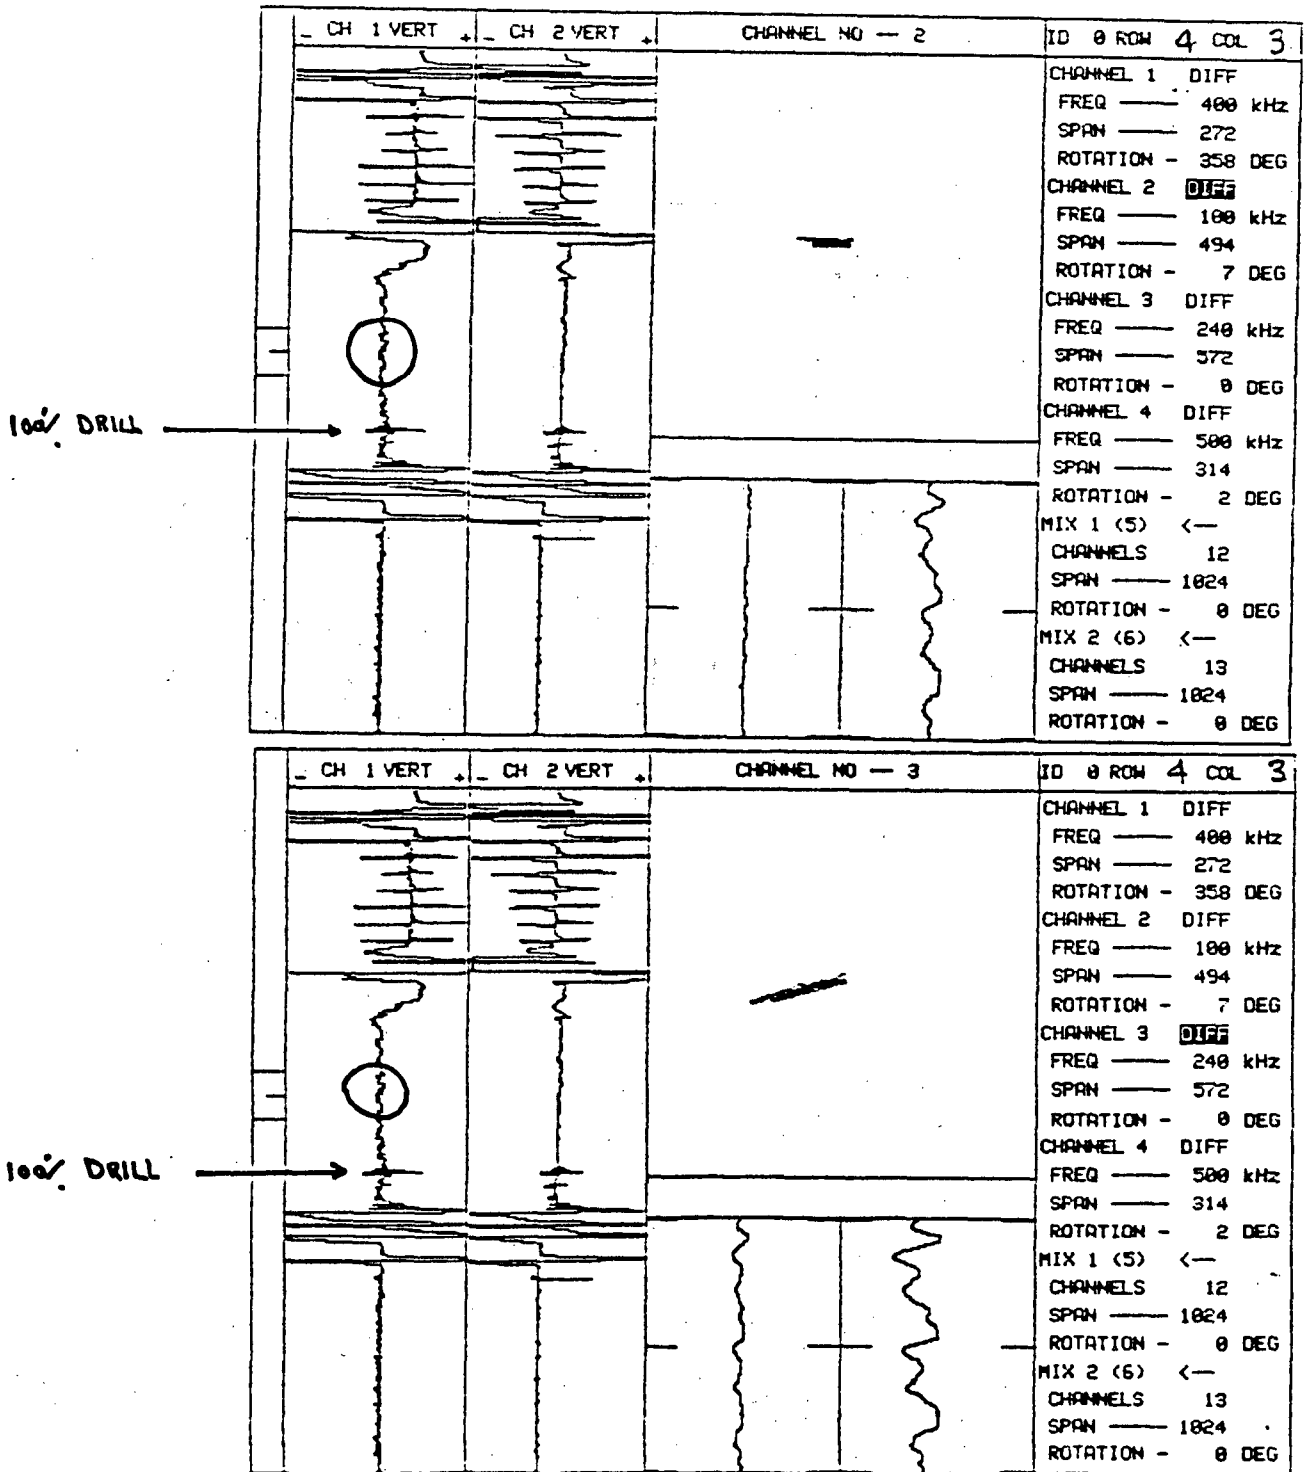 _ CH 1 VERT + _ CH 2 VERT + CHANNEL NO — 2 ID 0 ROW 4 COL 3
CHANNEL 1 DIFF
FREQ —— 400 kHz
SPAN —— 272
ROTATION - 358 DEG
CHANNEL 2 DIFF
FREQ —— 100 kHz
SPAN —— 494
ROTATION - 7 DEG
CHANNEL 3 DIFF
FREQ —— 240 kHz
SPAN —— 572
ROTATION - 0 DEG
CHANNEL 4 DIFF
100% DRILL
FREQ —— 500 kHz
SPAN —— 314
ROTATION - 2 DEG
MIX 1 (5) <—
CHANNELS 12
SPAN —— 1024
ROTATION - 0 DEG
MIX 2 (6) <—
CHANNELS 13
SPAN —— 1024
ROTATION - 0 DEG
_ CH 1 VERT + _ CH 2 VERT + CHANNEL NO — 3 ID 0 ROW 4 COL 3
CHANNEL 1 DIFF
FREQ —— 400 kHz
SPAN —— 272
ROTATION - 358 DEG
CHANNEL 2 DIFF
FREQ —— 100 kHz
SPAN —— 494
ROTATION - 7 DEG
CHANNEL 3 DIFF
FREQ —— 240 kHz
SPAN —— 572
ROTATION - 0 DEG
CHANNEL 4 DIFF
100% DRILL
FREQ —— 500 kHz
SPAN —— 314
ROTATION - 2 DEG
MIX 1 (5) <—
CHANNELS 12
SPAN —— 1024
ROTATION - 0 DEG
MIX 2 (6) <—
CHANNELS 13
SPAN —— 1024
ROTATION - 0 DEG